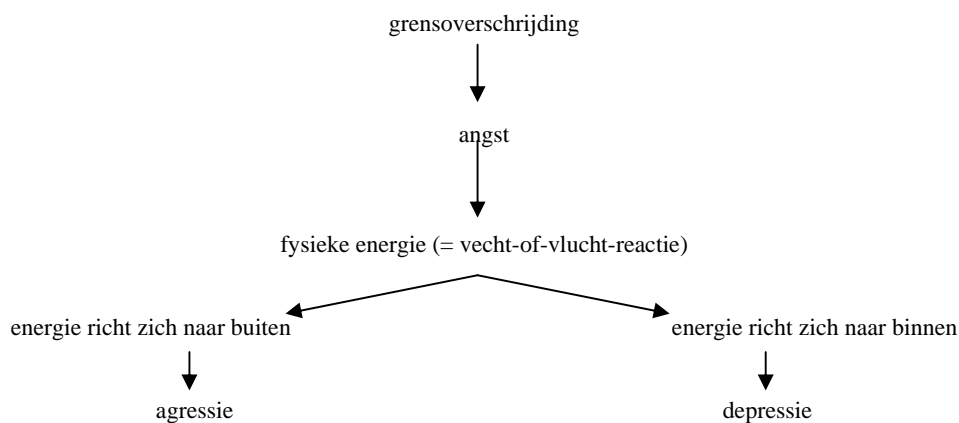 grensoverschrijding
angst
fysieke energie (= vecht-of-vlucht-reactie)
energie richt zich naar buiten
energie richt zich naar binnen
agressie
depressie